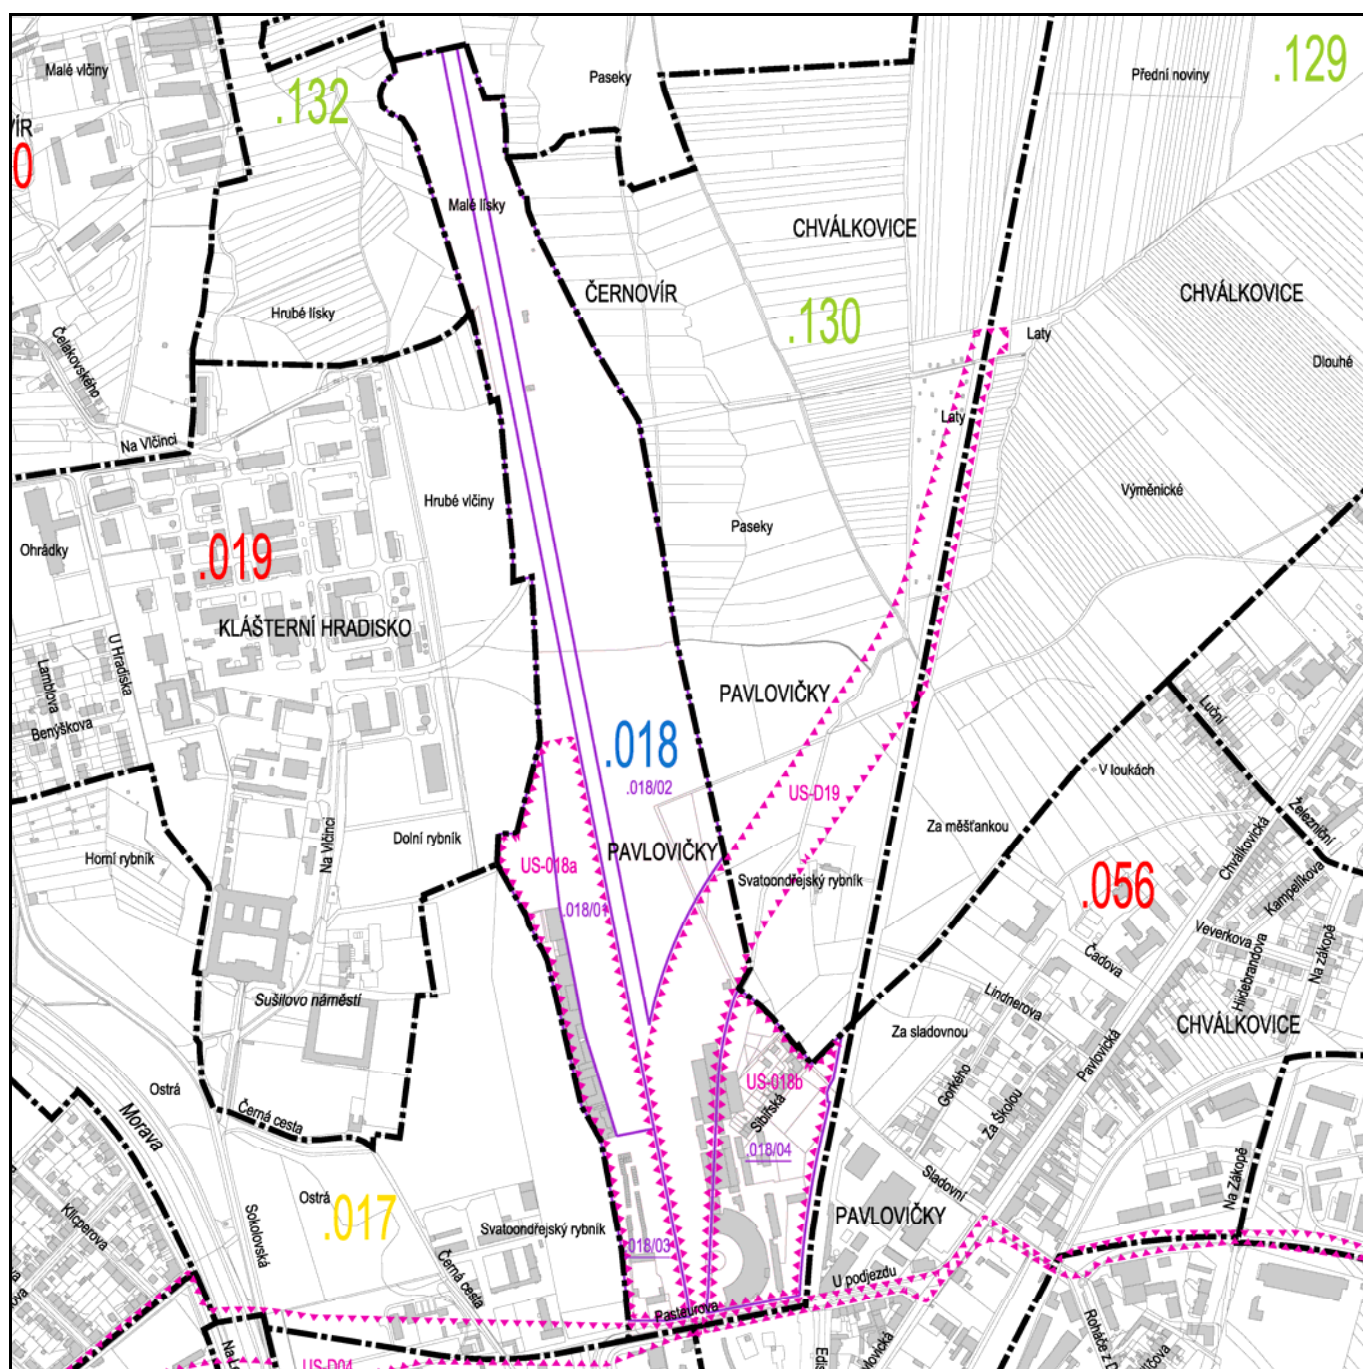 Malé vlčiny
.132
Paseky
Přední noviny
.129
VÍR
0
Malé lísky
CHVÁLKOVICE
ČERNOVÍR
CHVÁLKOVICE
Hrubé lísky
.130
Laty
Dlouhé
Čelakovského
Laty
Na Vlčinci
Hrubé vlčiny
Výměnické
Paseky
Ohrádky
.019
KLÁŠTERNÍ HRADISKO
U Hradiska
Lamblova
Benýškova
PAVLOVIČKY
Luční
.018
.018/02
V loukách
US-D19
Železniční
Za měšťankou
Na Vlčinci
Dolní rybník
Horní rybník
PAVLOVIČKY
US-018a
Chválkovická
Svatoondřejský rybník
.056
Kampelíkova
.018/01
Veverkova
Hildebrandova
Na zákopě
Čadova
Sušilovo náměstí
Lindnerova
CHVÁLKOVICE
Za sladovnou
Pavlovická
Ostrá
Morava
Černá cesta
US-018b
Gorkého
Sibiřská
Za Školou
.018/04
Sladovní
Na Zákopě
Ostrá
.017
Klicperova
Sokolovská
Svatoondřejský rybník
PAVLOVIČKY
.018/03
Černá cesta
U podjezdu
Pasteurova
US-D04